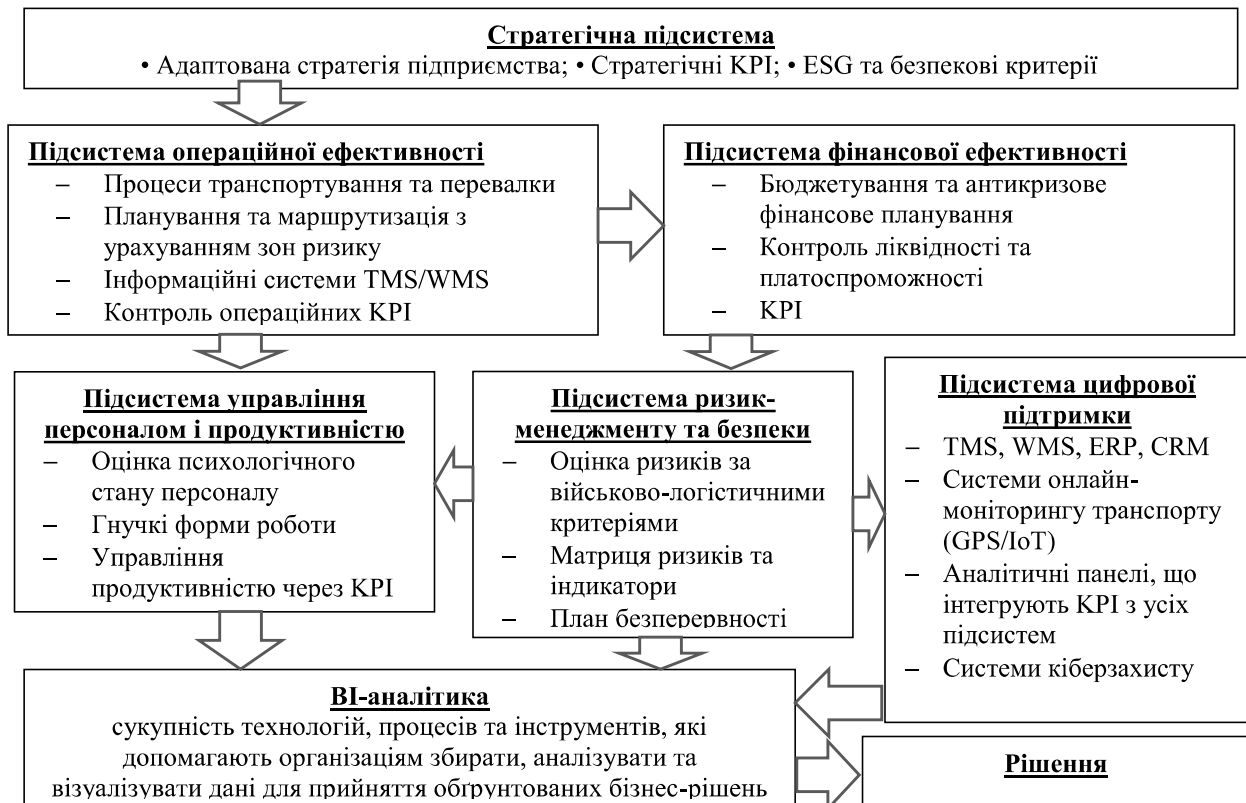 Стратегічна підсистема
• Адаптована стратегія підприємства; • Стратегічні KPI; • ESG та безпекові критерії
Підсистема операційної ефективності
– Процеси транспортування та перевалки
– Планування та маршрутизація з
урахуванням зон ризику
– Інформаційні системи TMS/WMS
– Контроль операційних KPI
Підсистема фінансової ефективності
– Бюджетування та антикризове
фінансове планування
– Контроль ліквідності та
платоспроможності
– KPI
Підсистема управління
персоналом і продуктивністю
– Оцінка психологічного
стану персоналу
– Гнучкі форми роботи
– Управління
продуктивністю через KPI
Підсистема ризик-
менеджменту та безпеки
– Оцінка ризиків за
військово-логістичними
критеріями
– Матриця ризиків та
індикатори
– План безперервності
Підсистема цифрової
підтримки
– TMS, WMS, ERP, CRM
– Системи онлайн-
моніторингу транспорту
(GPS/IoT)
– Аналітичні панелі, що
інтегрують KPI з усіх
підсистем
– Системи кіберзахисту
BI-аналітика
сукупність технологій, процесів та інструментів, які
допомагають організаціям збирати, аналізувати та
візуалізувати дані для прийняття обґрунтованих бізнес-рішень
Рішення